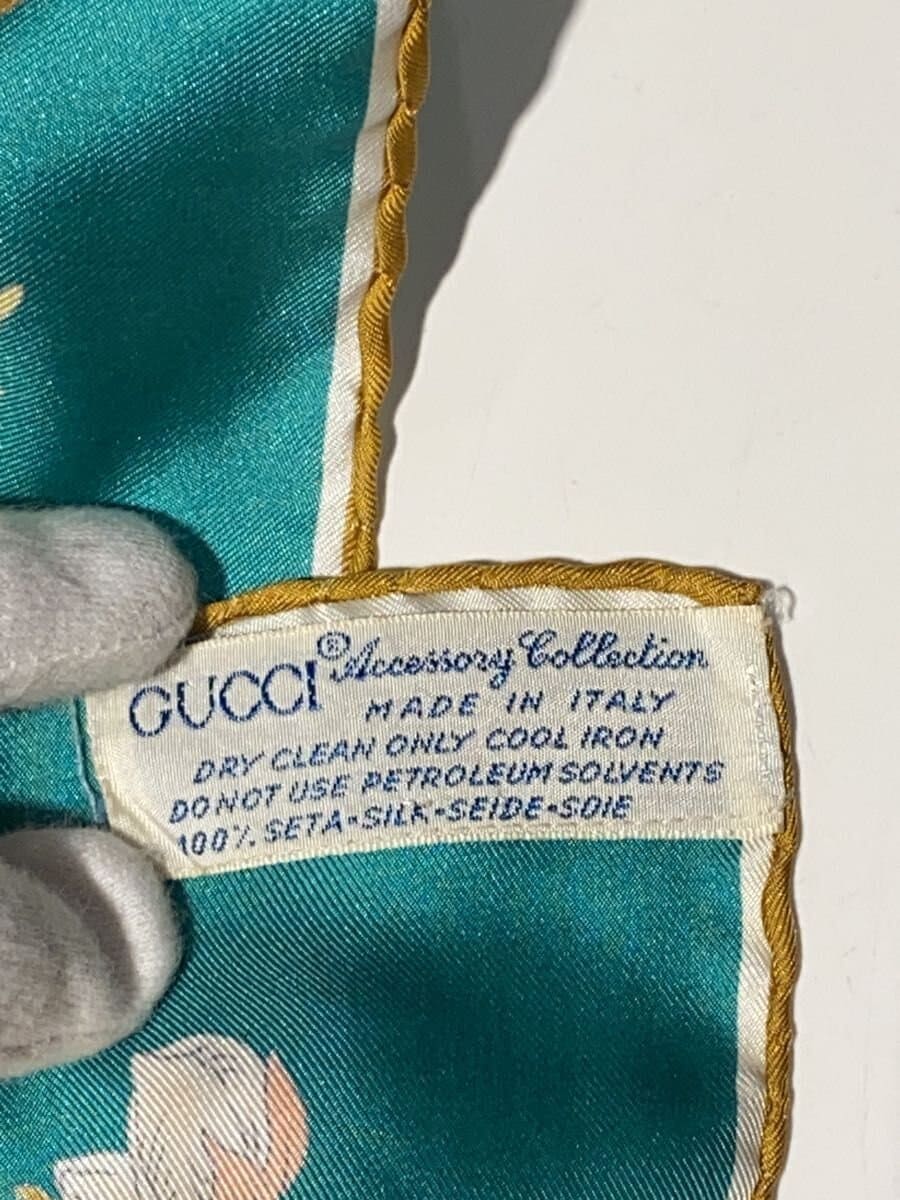 GUCCI® Accessory Collection
MADE IN ITALY
DRY CLEAN ONLY COOL IRON
DO NOT USE PETROLEUM SOLVENTS
100% SETA-SILK-SEIDE-SOIE